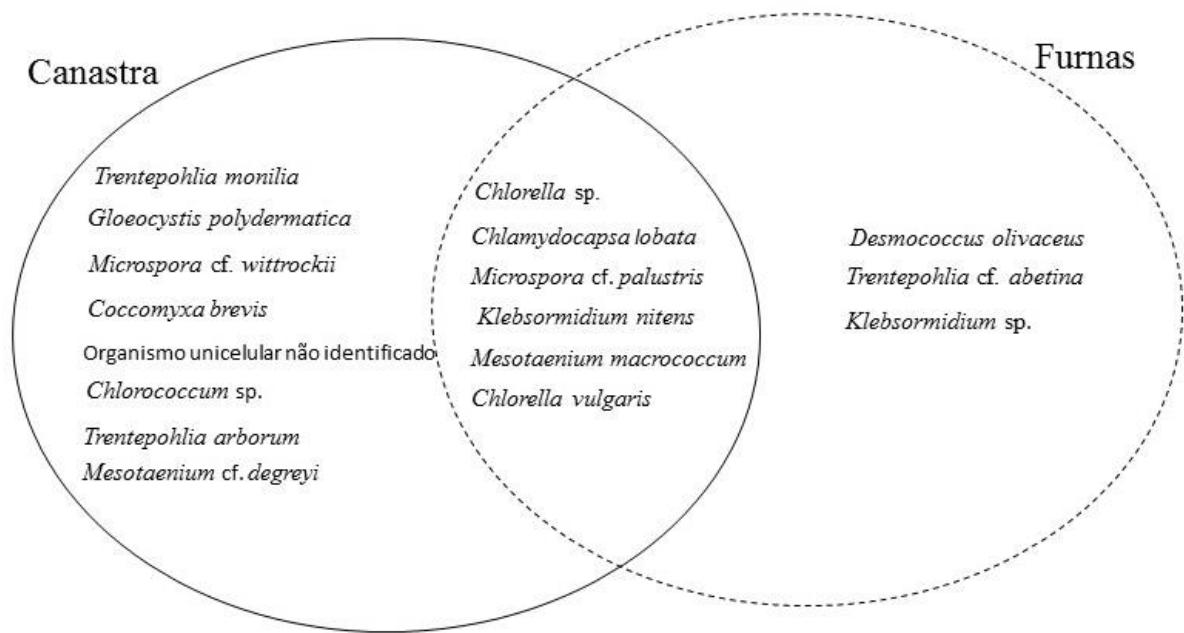 Canastra
Furnas
Trentepohlia monilia
Gloeocystis polydermatica
Microspora cf. wittrockii
Coccomyxa brevis
Organismo unicelular não identificado
Chlorococcum sp.
Trentepohlia arborum
Mesotaenium cf. degreyi
Chlorella sp.
Chlamydocapsa lobata
Microspora cf. palustris
Klebsormidium nitens
Mesotaenium macrococcum
Chlorella vulgaris
Desmococcus olivaceus
Trentepohlia cf. abetina
Klebsormidium sp.